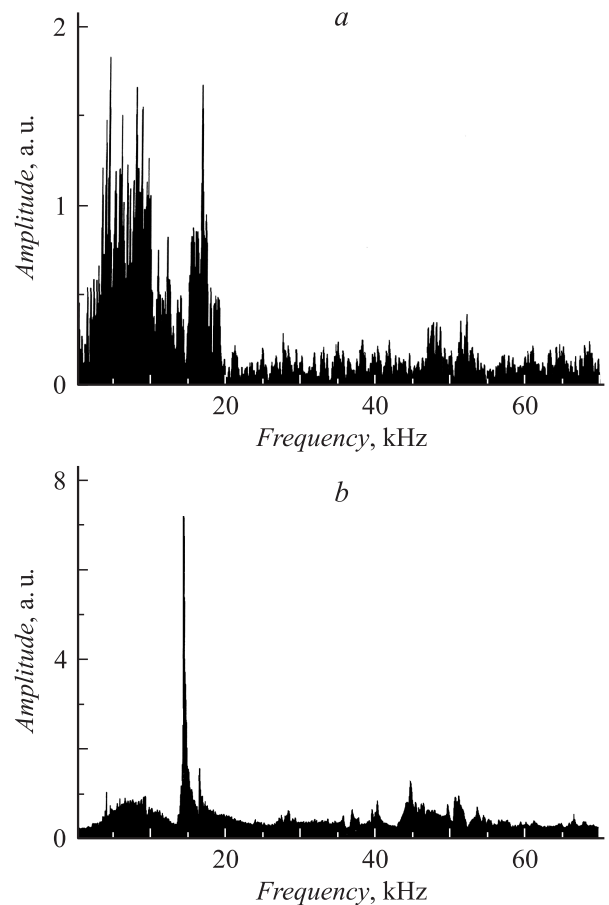 a
2
1
0
Amplitude, a. u.
20 40 60
Frequency, kHz
b
8
4
0
Amplitude, a. u.
20 40 60
Frequency, kHz